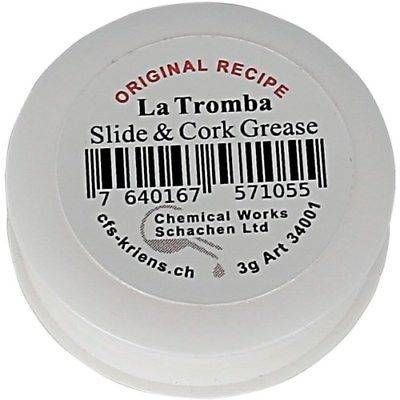 ORIGINAL RECIPE
La Tromba
Slide & Cork Grease
7 640167 571055
Chemical Works
Schachen Ltd
cfs-kriens.ch
3g Art 34001